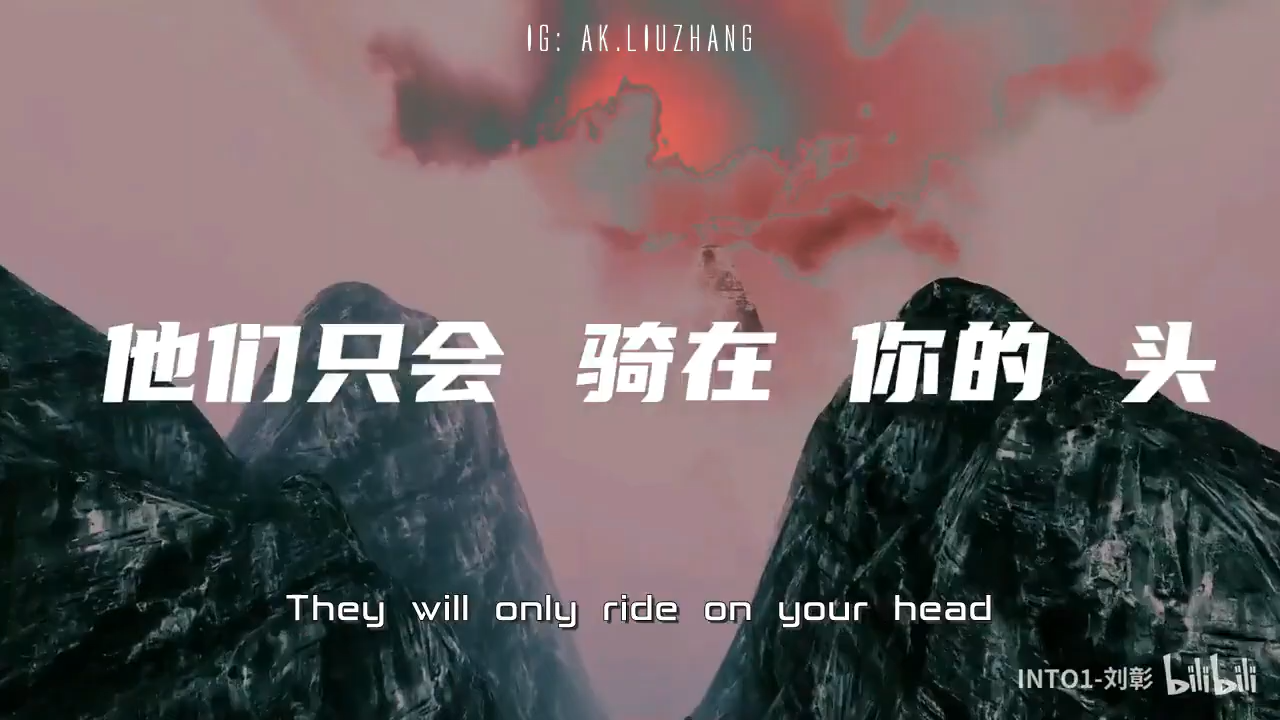 IG: AK.LIUZHANG
他们只会 骑在 你的 头
They will only ride on your head
INTO1-刘彰 bilibili